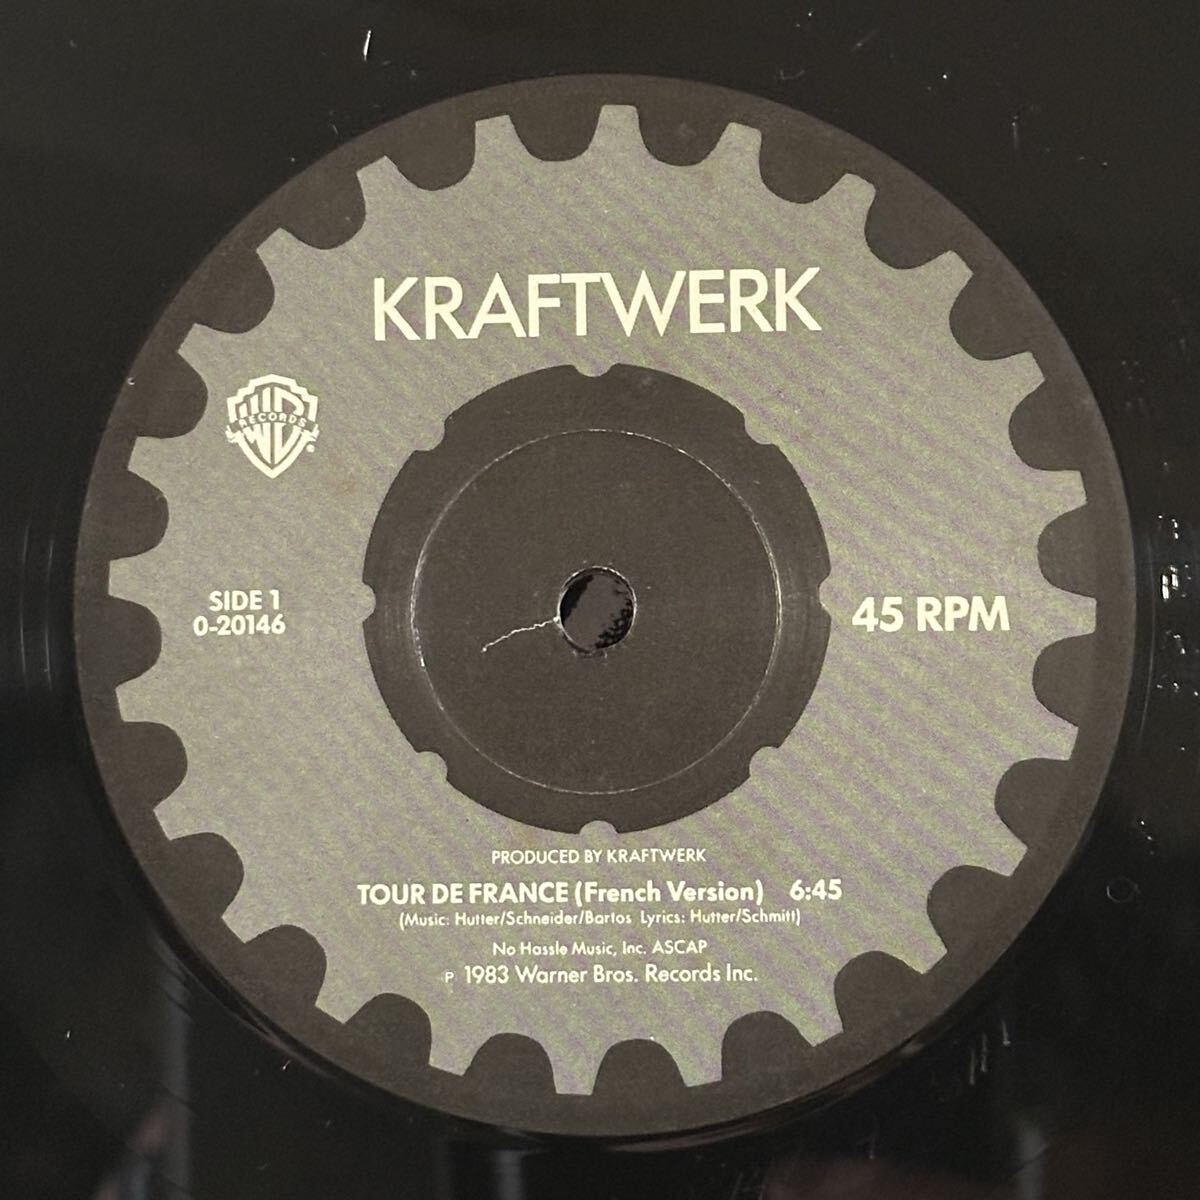 KRAFTWERK
WB
RECORDS
®
SIDE 1
0-20146
45 RPM
PRODUCED BY KRAFTWERK
TOUR DE FRANCE (French Version) 6:45
(Music: Hutter/Schneider/Bartos Lyrics: Hutter/Schmitt)
No Hassle Music, Inc. ASCAP
P 1983 Warner Bros. Records Inc.